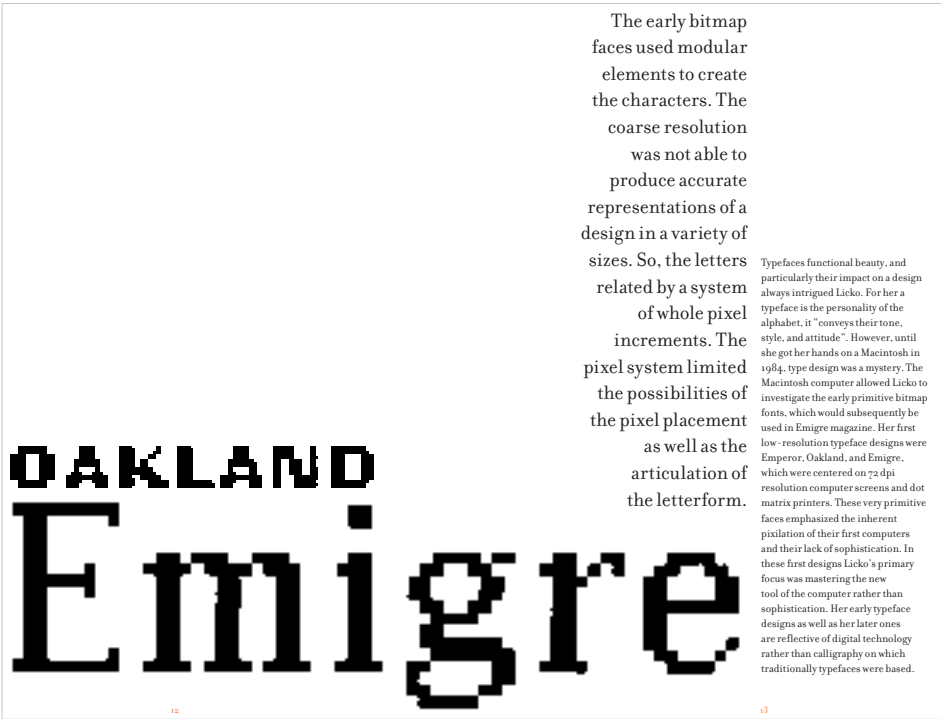 The early bitmap
faces used modular
elements to create
the characters. The
coarse resolution
was not able to
produce accurate
representations of a
design in a variety of
sizes. So, the letters
related by a system
of whole pixel
increments. The
pixel system limited
the possibilities of
the pixel placement
as well as the
articulation of
the letterform.
Typefaces functional beauty, and
particularly their impact on a design
always intrigued Licko. For her a
typeface is the personality of the
alphabet, it "conveys their tone,
style, and attitude". However, until
she got her hands on a Macintosh in
1984, type design was a mystery. The
Macintosh computer allowed Licko to
investigate the early primitive bitmap
fonts, which would subsequently be
used in Emigre magazine. Her first
low-resolution typeface designs were
Emperor, Oakland, and Emigre,
which were centered on 72 dpi
resolution computer screens and dot
matrix printers. These very primitive
faces emphasized the inherent
pixilation of their first computers
and their lack of sophistication. In
these first designs Licko's primary
focus was mastering the new
tool of the computer rather than
sophistication. Her early typeface
designs as well as her later ones
are reflective of digital technology
rather than calligraphy on which
traditionally typefaces were based.
OAKLAND
Emigre
12
13